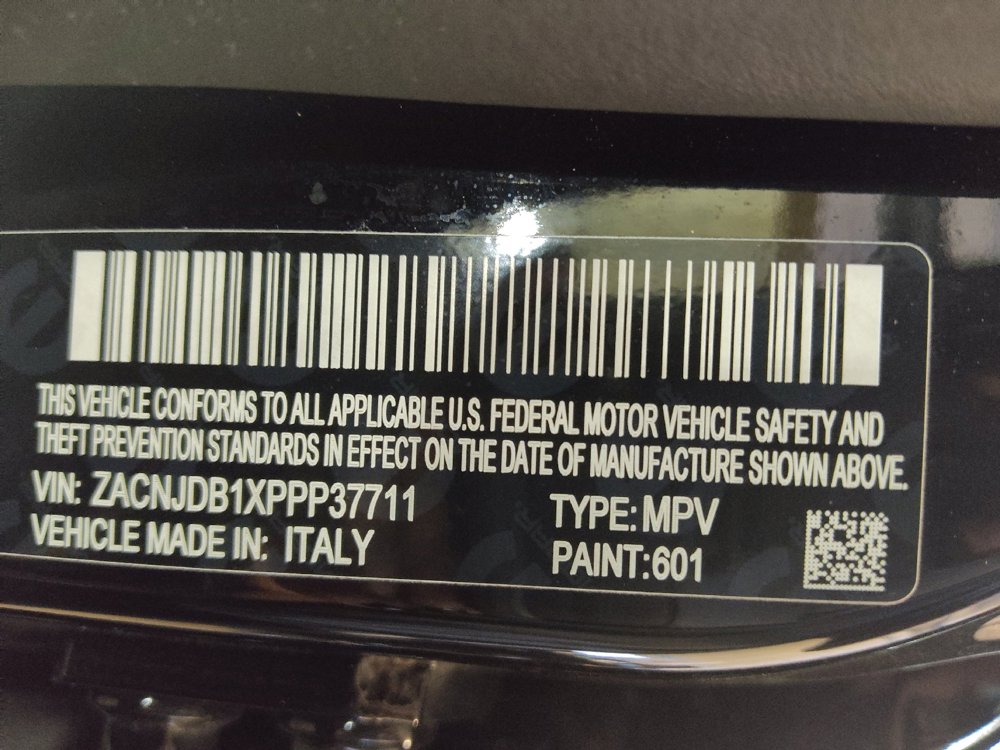 THIS VEHICLE CONFORMS TO ALL APPLICABLE U.S. FEDERAL MOTOR VEHICLE SAFETY AND
THEFT PREVENTION STANDARDS IN EFFECT ON THE DATE OF MANUFACTURE SHOWN ABOVE.
VIN: ZACNJDB1XPPP37711
TYPE: MPV
VEHICLE MADE IN: ITALY
PAINT:601